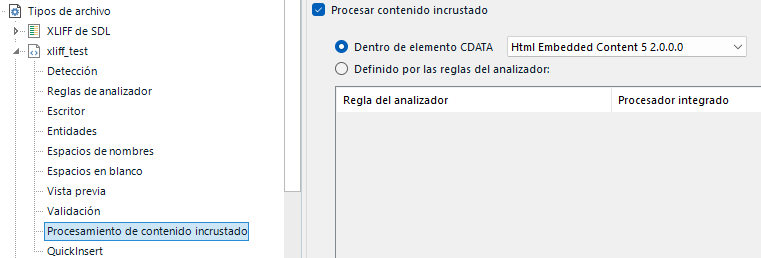 Tipos de archivo
XLIFF de SDL
xliff_test
Detección
Reglas de analizador
Escritor
Entidades
Espacios de nombres
Espacios en blanco
Vista previa
Validación
Procesamiento de contenido incrustado
QuickInsert
Procesar contenido incrustado
Dentro de elemento CDATA Html Embedded Content 5 2.0.0.0
Definido por las reglas del analizador:
Regla del analizador Procesador integrado